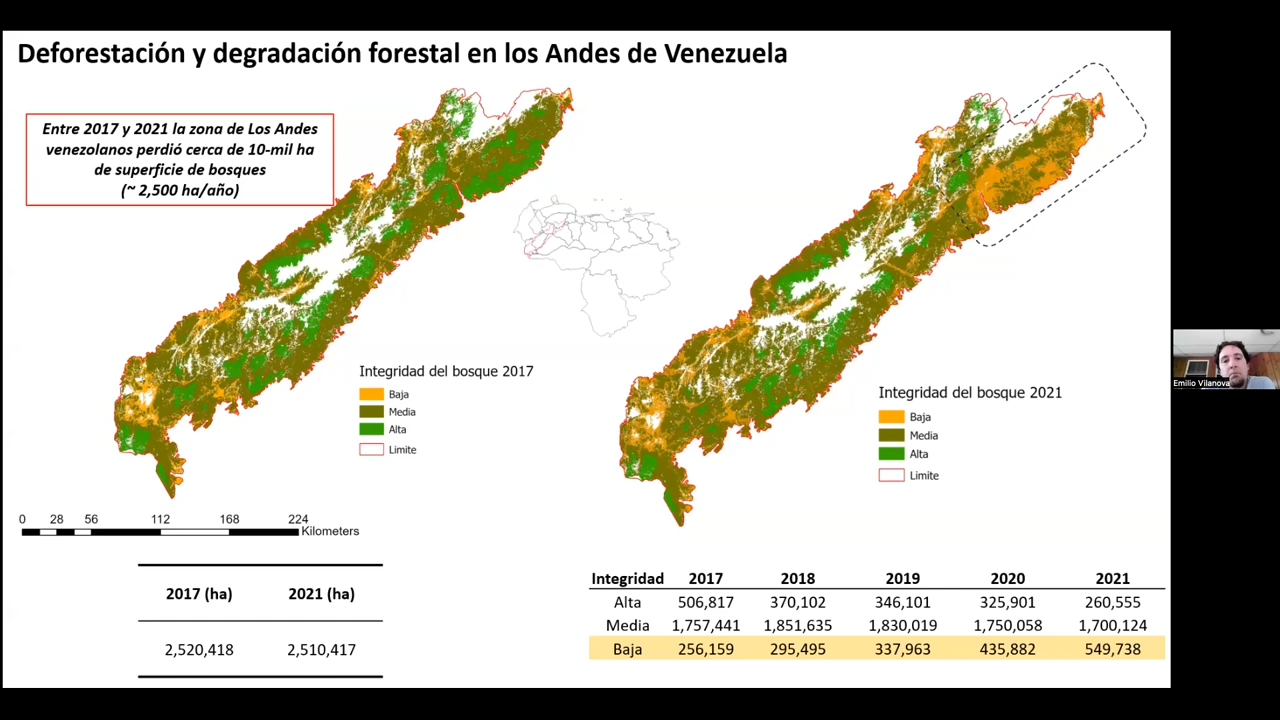 Deforestación y degradación forestal en los Andes de Venezuela
Entre 2017 y 2021 la zona de Los Andes
venezolanos perdió cerca de 10-mil ha
de superficie de bosques
(~ 2,500 ha/año)
Integridad del bosque 2017
Baja
Media
Alta
Limite
Integridad del bosque 2021
Baja
Media
Alta
Limite
0 28 56 112 168 224
Kilometers
2017 (ha) 2021 (ha)
2,520,418 2,510,417
Integridad 2017 2018 2019 2020 2021
Alta 506,817 370,102 346,101 325,901 260,555
Media 1,757,441 1,851,635 1,830,019 1,750,058 1,700,124
Baja 256,159 295,495 337,963 435,882 549,738
Emilio Vilanova